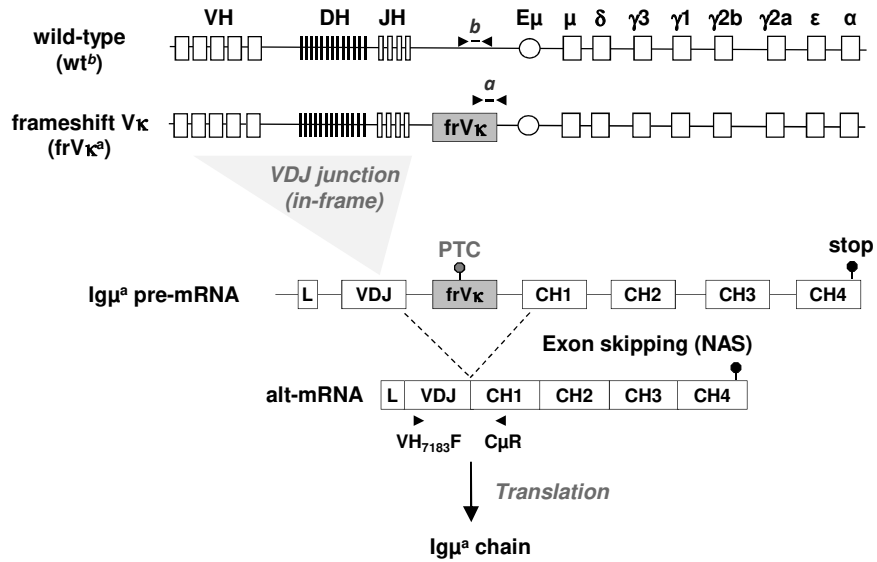 VH DH JH b Eμ μ δ γ3 γ1 γ2b γ2a ε α
wild-type
(wtᵇ)
a
frameshift Vκ
(frVκᵃ)
frVκ
VDJ junction
(in-frame)
PTC
stop
Igμᵃ pre-mRNA
L VDJ frVκ CH1 CH2 CH3 CH4
Exon skipping (NAS)
alt-mRNA
L VDJ CH1 CH2 CH3 CH4
VH₇₁₈₃F CμR
Translation
Igμᵃ chain